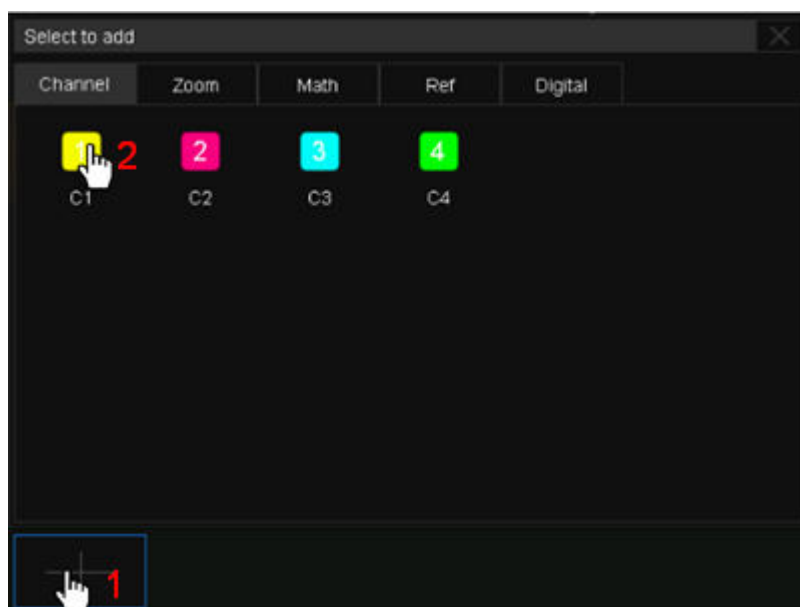 Select to add
Channel Zoom Math Ref Digital
1 2 2 3 4
C1 C2 C3 C4
1